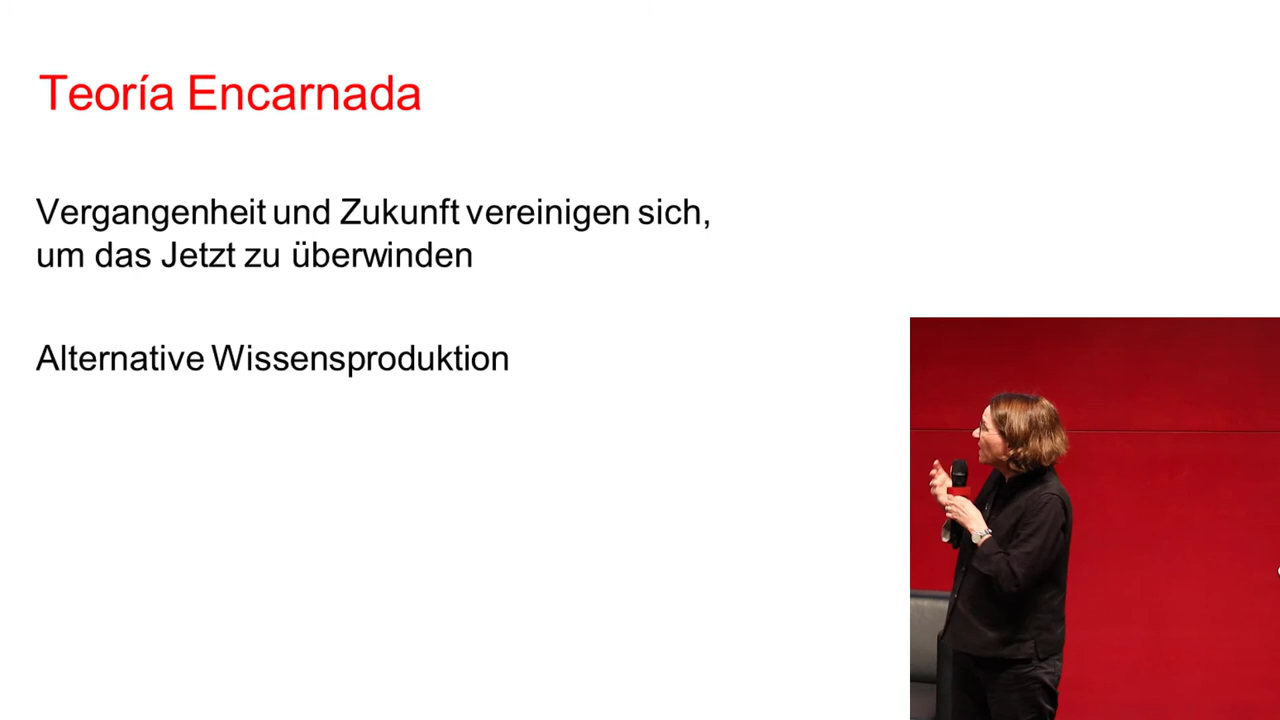 Teoría Encarnada
Vergangenheit und Zukunft vereinigen sich,
um das Jetzt zu überwinden
Alternative Wissensproduktion